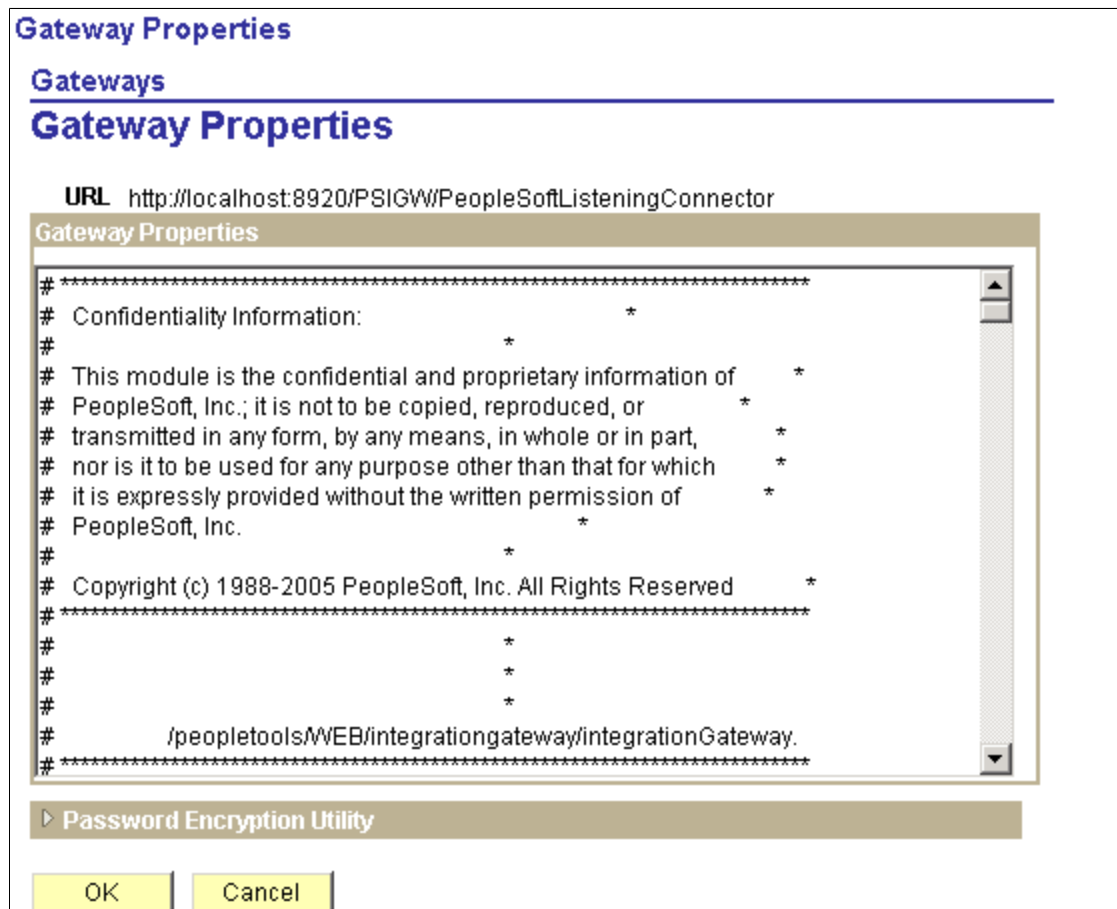 Gateway Properties
Gateways
Gateway Properties
URL http://localhost:8920/PSIGW/PeopleSoftListeningConnector
Gateway Properties
# ***************************************************************************
# Confidentiality Information: *
# *
# This module is the confidential and proprietary information of *
# PeopleSoft, Inc.; it is not to be copied, reproduced, or *
# transmitted in any form, by any means, in whole or in part, *
# nor is it to be used for any purpose other than that for which *
# it is expressly provided without the written permission of *
# PeopleSoft, Inc. *
# *
# Copyright (c) 1988-2005 PeopleSoft, Inc. All Rights Reserved *
# ***************************************************************************
# *
# *
# *
# /peopletools/WEB/integrationgateway/integrationGateway.
# ***************************************************************************
Password Encryption Utility
OK Cancel